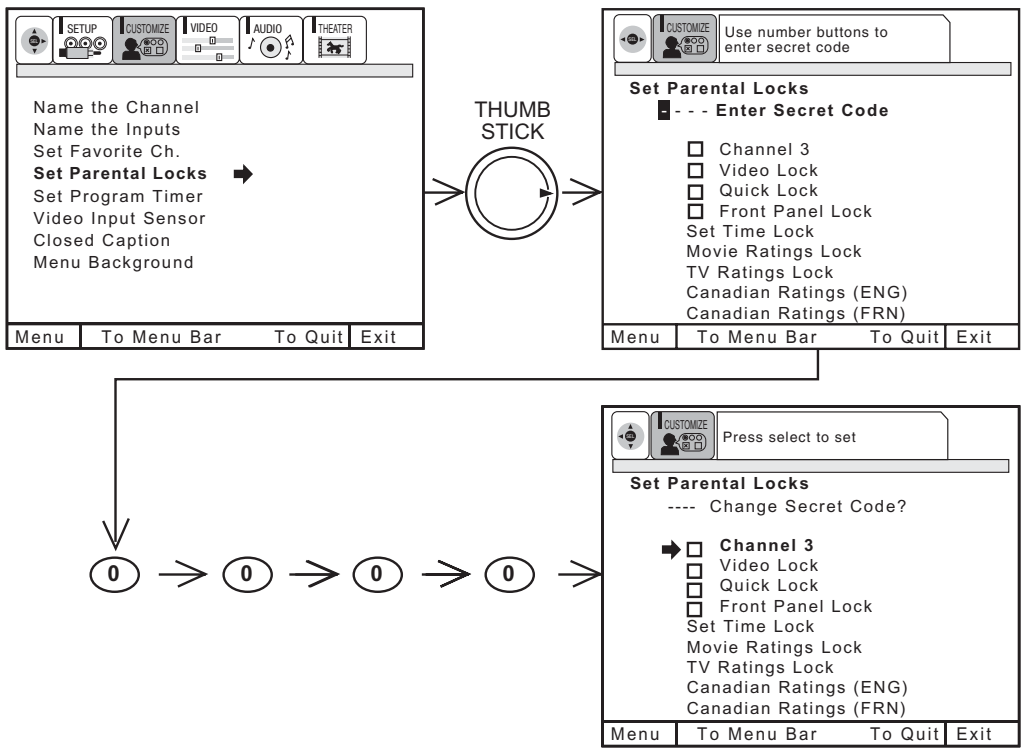 SETUP CUSTOMIZE VIDEO AUDIO THEATER
SEL
Name the Channel
Name the Inputs
Set Favorite Ch.
Set Parental Locks
Set Program Timer
Video Input Sensor
Closed Caption
Menu Background
Menu To Menu Bar To Quit Exit
THUMB
STICK
SEL
CUSTOMIZE
Use number buttons to
enter secret code
Set Parental Locks
- - - - Enter Secret Code
Channel 3
Video Lock
Quick Lock
Front Panel Lock
Set Time Lock
Movie Ratings Lock
TV Ratings Lock
Canadian Ratings (ENG)
Canadian Ratings (FRN)
Menu To Menu Bar To Quit Exit
0 0 0 0
SEL
CUSTOMIZE
Press select to set
Set Parental Locks
---- Change Secret Code?
Channel 3
Video Lock
Quick Lock
Front Panel Lock
Set Time Lock
Movie Ratings Lock
TV Ratings Lock
Canadian Ratings (ENG)
Canadian Ratings (FRN)
Menu To Menu Bar To Quit Exit